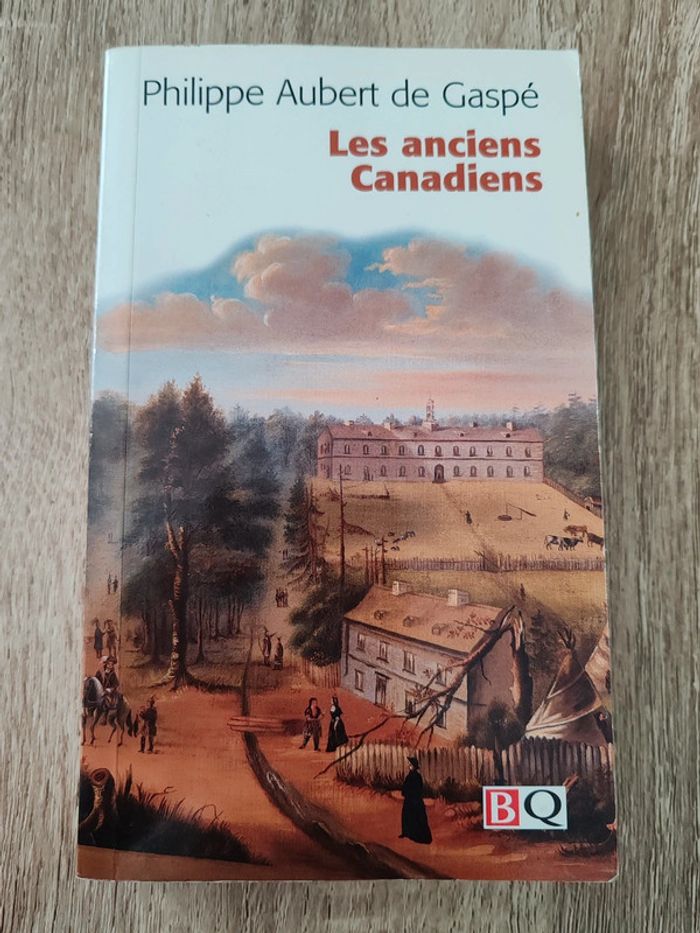 Philippe Aubert de Gaspé
Les anciens
Canadiens
BQ